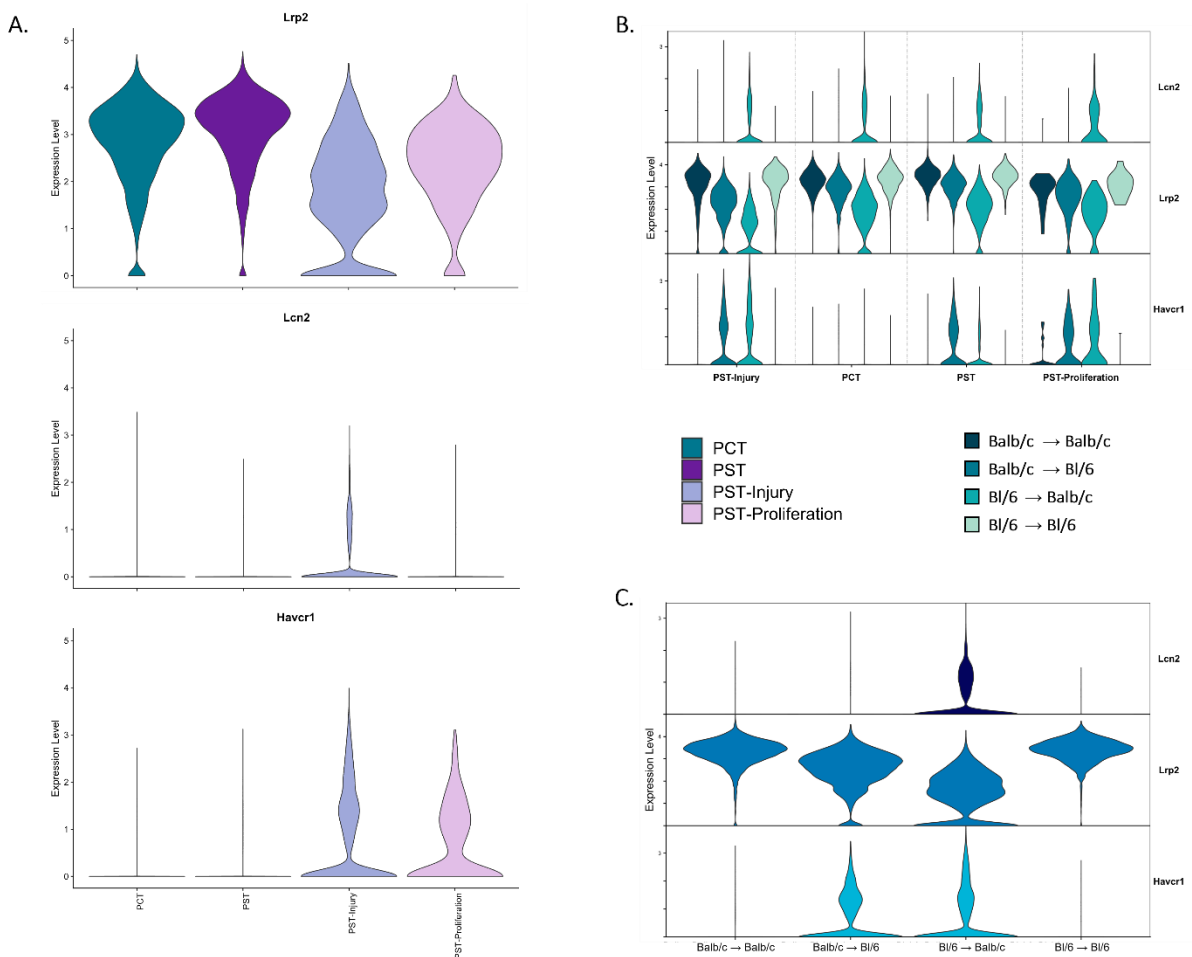 A.
Lrp2
5
4
3
2
1
0
Expression Level
Lcn2
5
4
3
2
1
0
Expression Level
Havcr1
5
4
3
2
1
0
Expression Level
PCT
PST
PST-Injury
PST-Proliferation
B.
Lcn2
4
Lrp2
Havcr1
Expression Level
PST-Injury
PCT
PST
PST-Proliferation
PCT
PST
PST-Injury
PST-Proliferation
Balb/c → Balb/c
Balb/c → Bl/6
Bl/6 → Balb/c
Bl/6 → Bl/6
C.
Lcn2
Lrp2
Havcr1
Expression Level
Balb/c → Balb/c
Balb/c → Bl/6
Bl/6 → Balb/c
Bl/6 → Bl/6